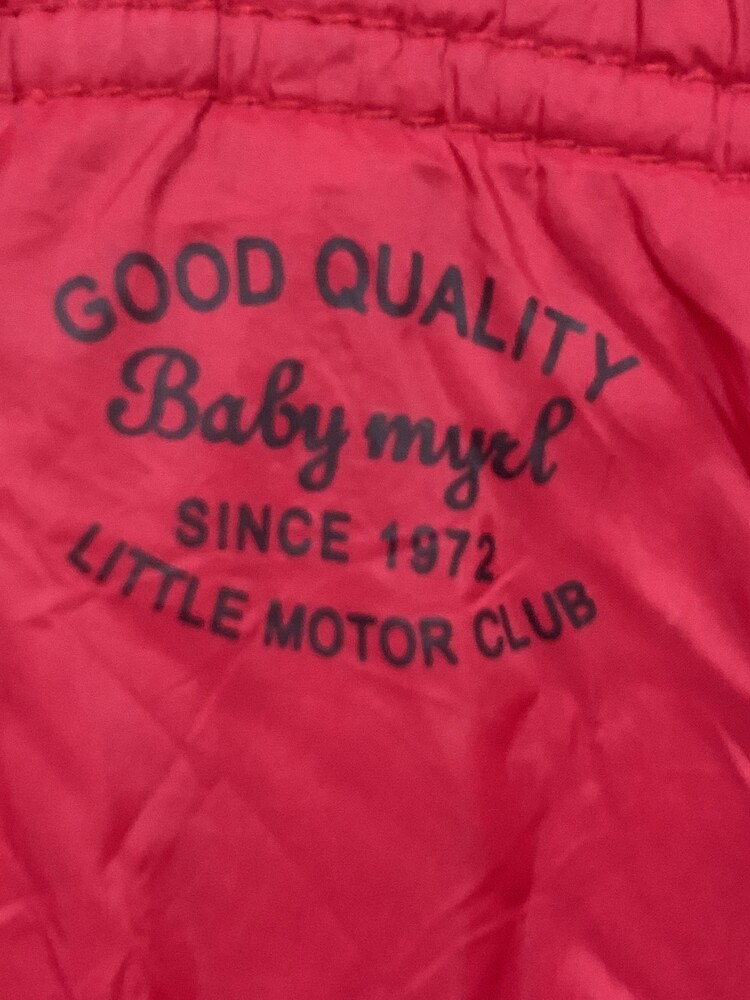 GOOD QUALITY
Baby myrl
SINCE 1972
LITTLE MOTOR CLUB